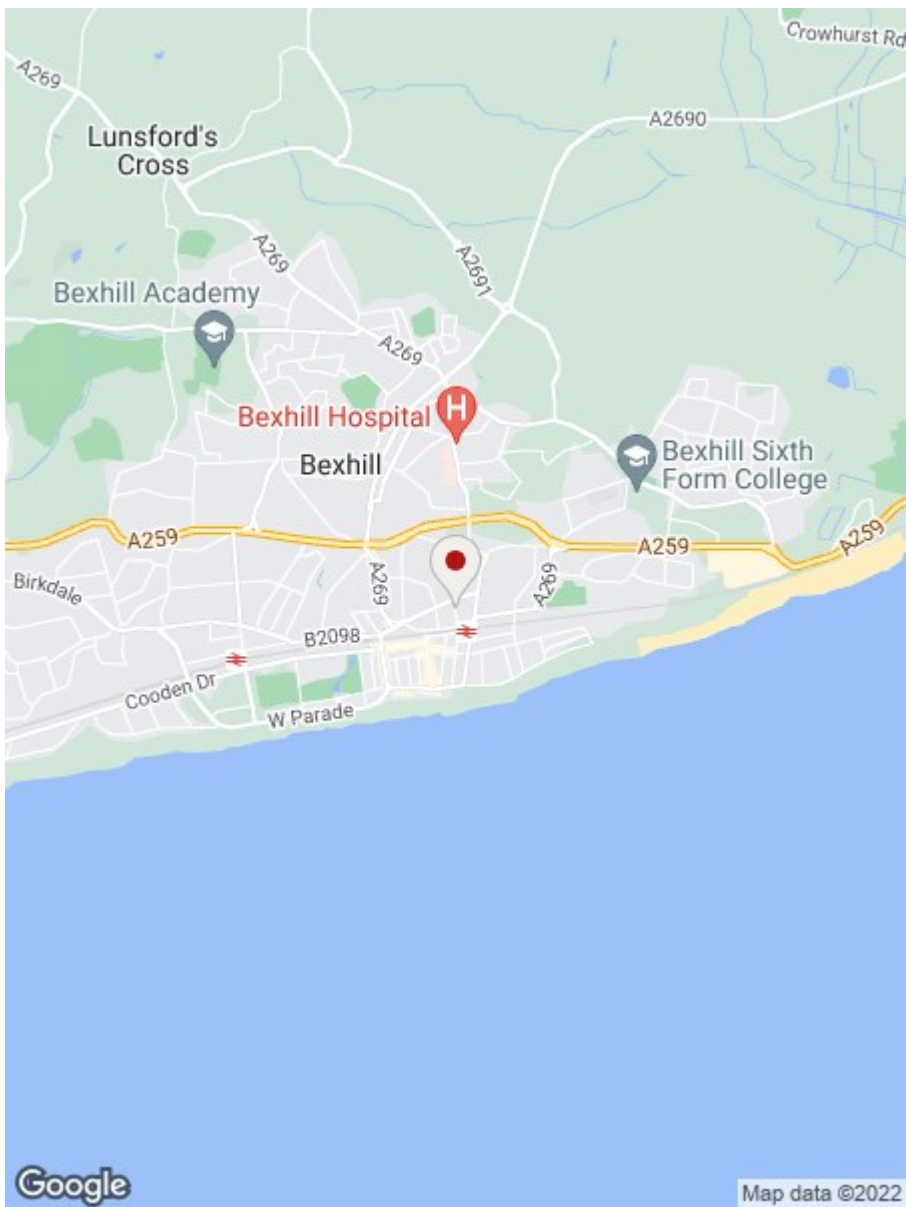 Crowhurst Rd
A269
A2690
Lunsford's
Cross
A269
A2691
Bexhill Academy
A269
Bexhill Hospital
H
Bexhill Sixth
Form College
Bexhill
A259
A259
A259
Birkdale
A269
A269
B2098
Cooden Dr
W Parade
Google
Map data ©2022